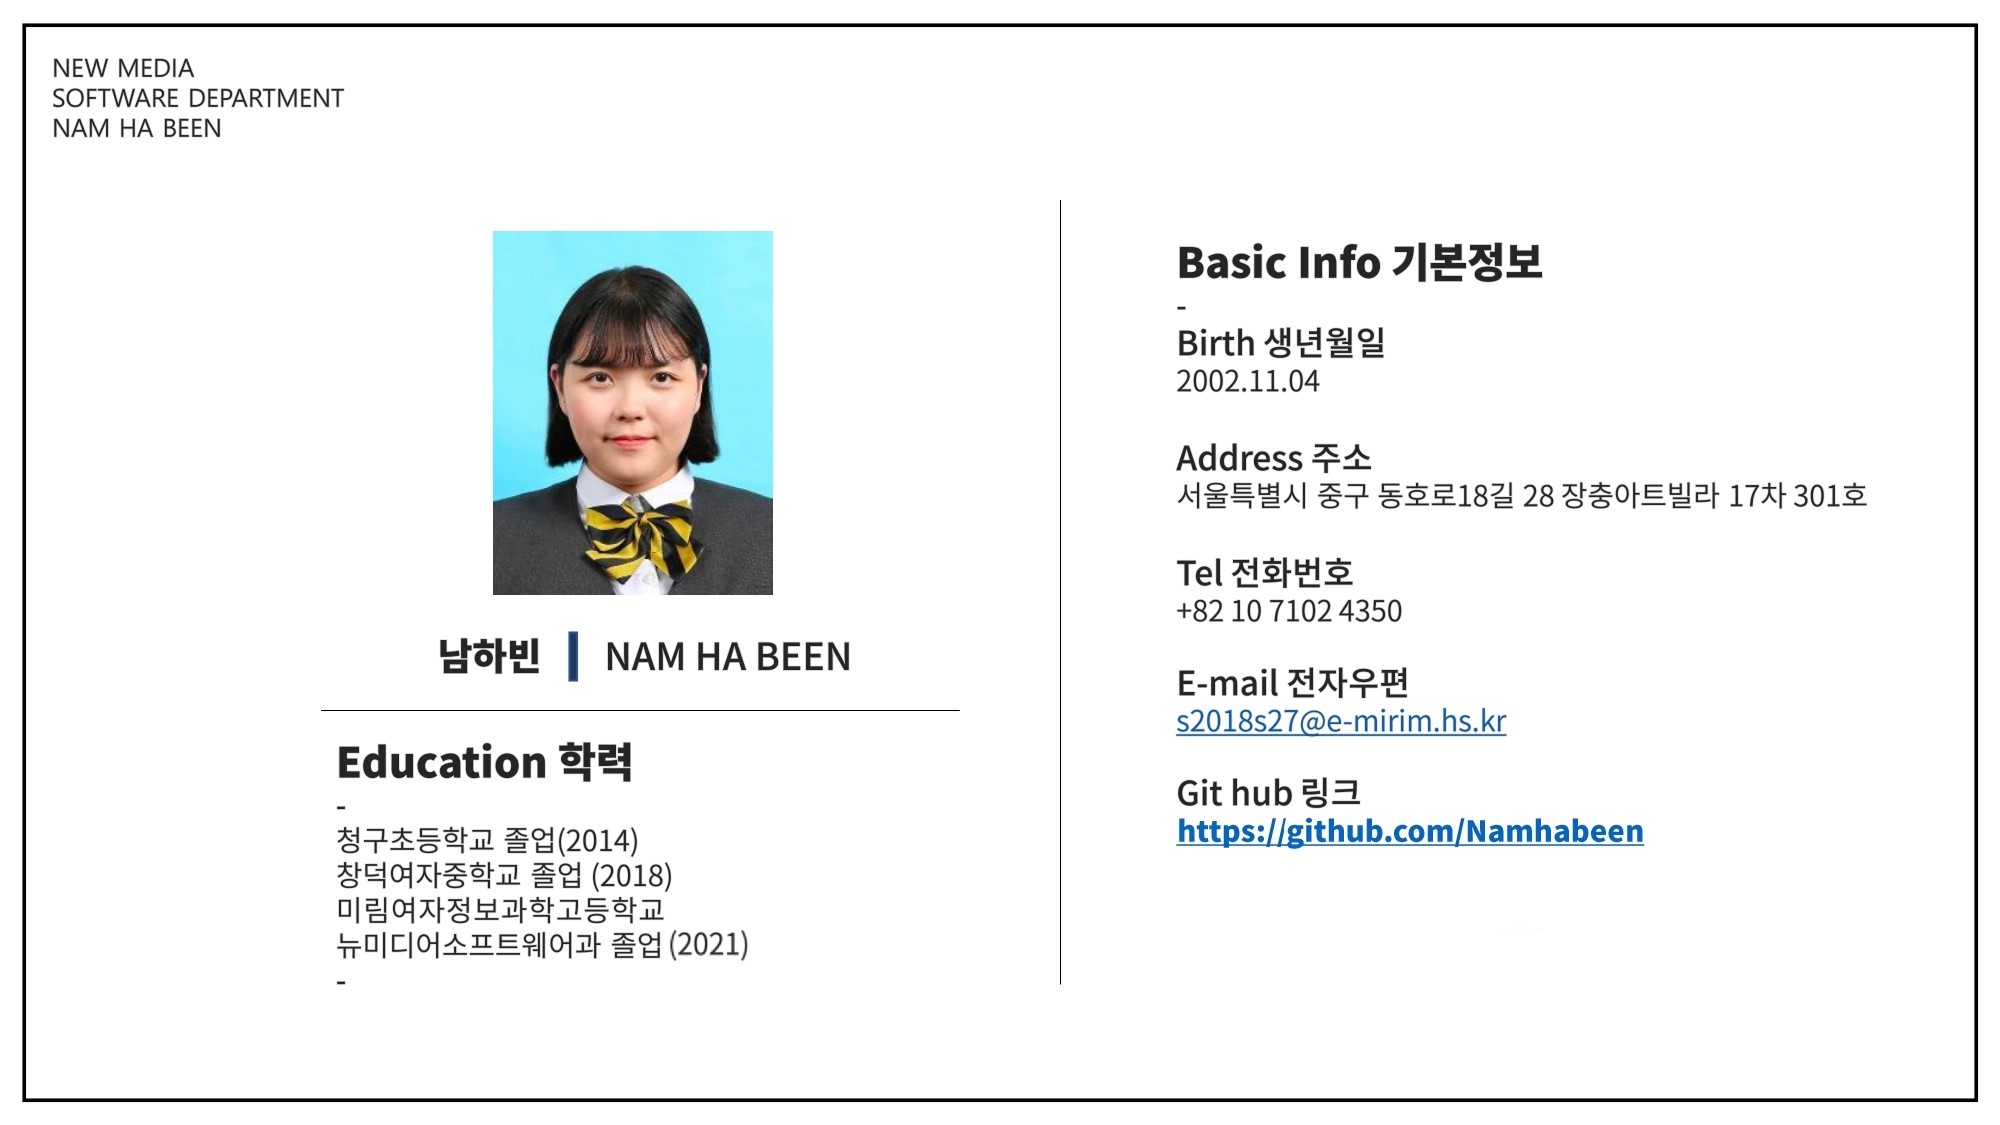 NEW MEDIA
SOFTWARE DEPARTMENT
NAM HA BEEN
남하빈 NAM HA BEEN
Education 학력
-
청구초등학교 졸업(2014)
창덕여자중학교 졸업 (2018)
미림여자정보과학고등학교
뉴미디어소프트웨어과 졸업 (2021)
-
Basic Info 기본정보
-
Birth 생년월일
2002.11.04
Address 주소
서울특별시 중구 동호로18길 28 장충아트빌라 17차 301호
Tel 전화번호
+82 10 7102 4350
E-mail 전자우편
s2018s27@e-mirim.hs.kr
Git hub 링크
https://github.com/Namhabeen